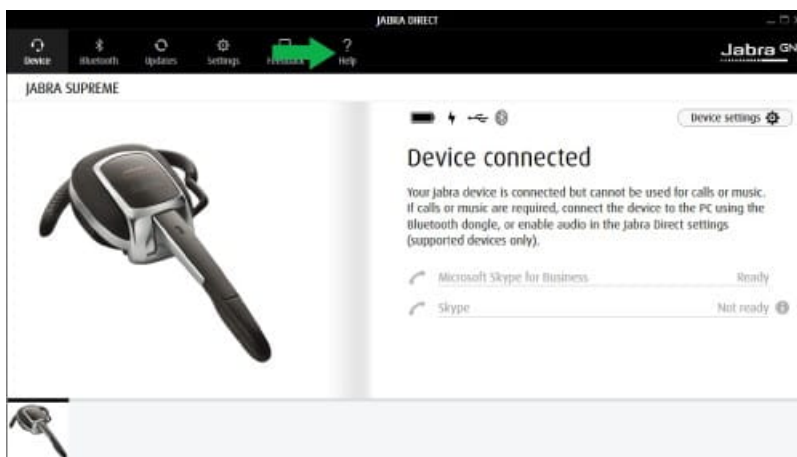 JABRA DIRECT
Device Bluetooth Updates Settings Feedback Help
Jabra GN
JABRA SUPREME
Device settings
Device connected
Your Jabra device is connected but cannot be used for calls or music.
If calls or music are required, connect the device to the PC using the
Bluetooth dongle, or enable audio in the Jabra Direct settings
(supported devices only).
Microsoft Skype for Business Ready
Skype Not ready